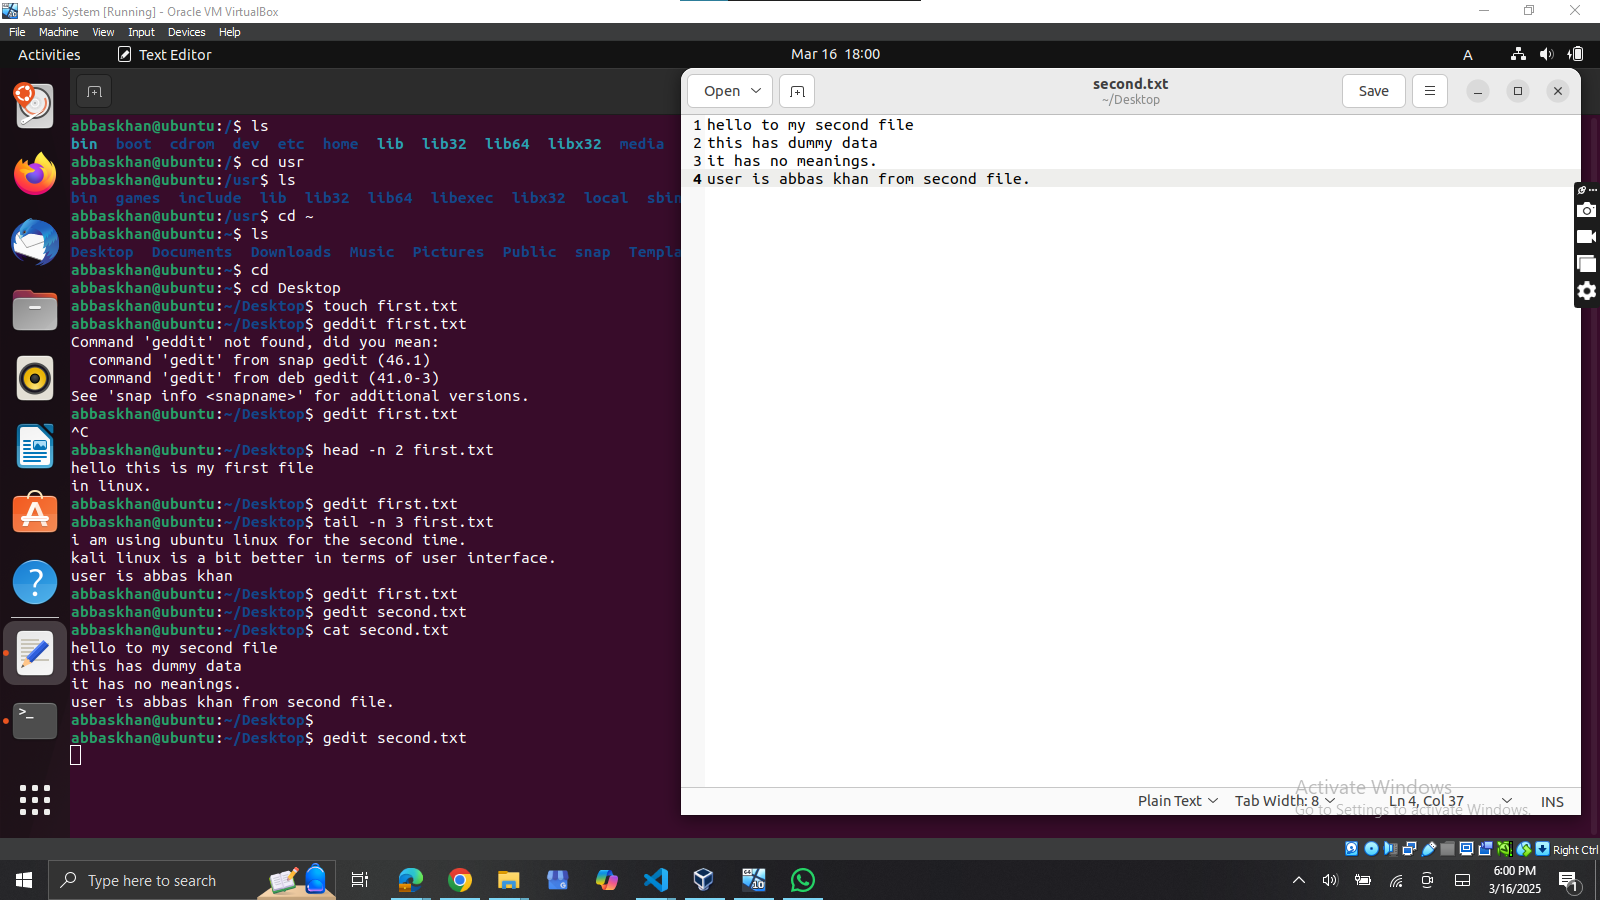 Abbas' System [Running] - Oracle VM VirtualBox
File Machine View Input Devices Help
Activities Text Editor Mar 16 18:00 A
abbaskhan@ubuntu:/$ ls
bin boot cdrom dev etc home lib lib32 lib64 libx32 media
abbaskhan@ubuntu:/$ cd usr
abbaskhan@ubuntu:/usr$ ls
bin games include lib lib32 lib64 libexec libx32 local sbin
abbaskhan@ubuntu:/usr$ cd ~
abbaskhan@ubuntu:~$ ls
Desktop Documents Downloads Music Pictures Public snap Templa
abbaskhan@ubuntu:~$ cd
abbaskhan@ubuntu:~$ cd Desktop
abbaskhan@ubuntu:~/Desktop$ touch first.txt
abbaskhan@ubuntu:~/Desktop$ geddit first.txt
Command 'geddit' not found, did you mean:
command 'gedit' from snap gedit (46.1)
command 'gedit' from deb gedit (41.0-3)
See 'snap info <snapname>' for additional versions.
abbaskhan@ubuntu:~/Desktop$ gedit first.txt
^C
abbaskhan@ubuntu:~/Desktop$ head -n 2 first.txt
hello this is my first file
in linux.
abbaskhan@ubuntu:~/Desktop$ gedit first.txt
abbaskhan@ubuntu:~/Desktop$ tail -n 3 first.txt
i am using ubuntu linux for the second time.
kali linux is a bit better in terms of user interface.
user is abbas khan
abbaskhan@ubuntu:~/Desktop$ gedit first.txt
abbaskhan@ubuntu:~/Desktop$ gedit second.txt
abbaskhan@ubuntu:~/Desktop$ cat second.txt
hello to my second file
this has dummy data
it has no meanings.
user is abbas khan from second file.
abbaskhan@ubuntu:~/Desktop$
abbaskhan@ubuntu:~/Desktop$ gedit second.txt
Open second.txt Save
~/Desktop
1 hello to my second file
2 this has dummy data
3 it has no meanings.
4 user is abbas khan from second file.
Activate Windows
Go to Settings to activate Windows.
Plain Text Tab Width: 8 Ln 4, Col 37 INS
Right Ctrl
Type here to search
6:00 PM
3/16/2025
1